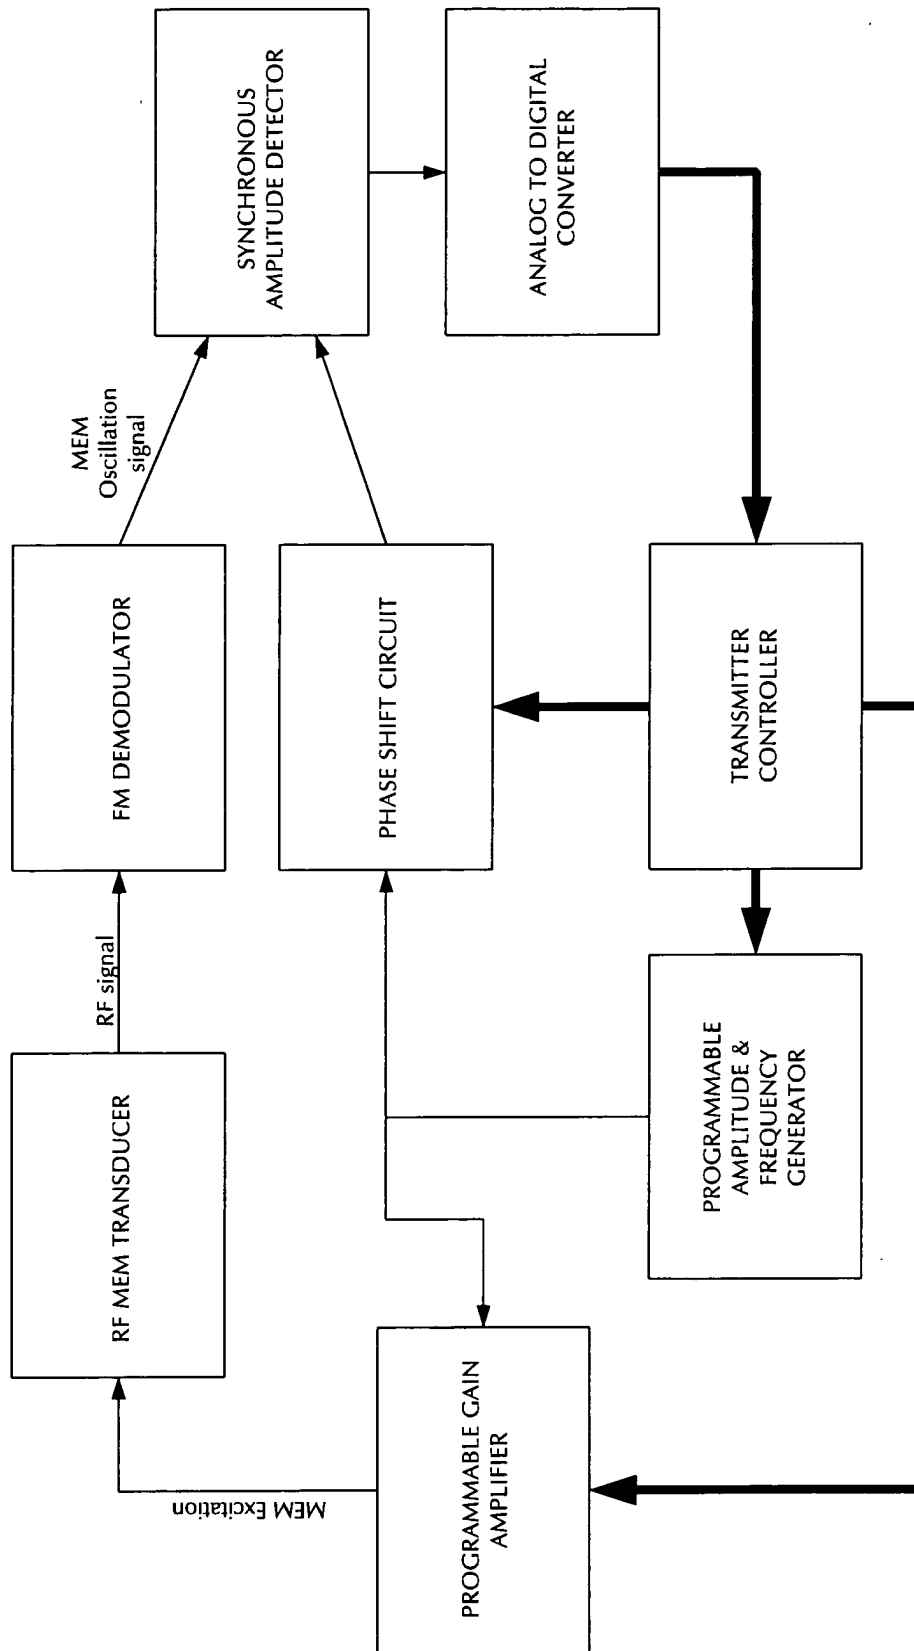 RF MEM TRANSDUCER
RF signal
FM DEMODULATOR
MEM
Oscillation
signal
SYNCHRONOUS
AMPLITUDE DETECTOR
MEM Excitation
PROGRAMMABLE GAIN
AMPLIFIER
PHASE SHIFT CIRCUIT
ANALOG TO DIGITAL
CONVERTER
PROGRAMMABLE
AMPLITUDE &
FREQUENCY
GENERATOR
TRANSMITTER
CONTROLLER